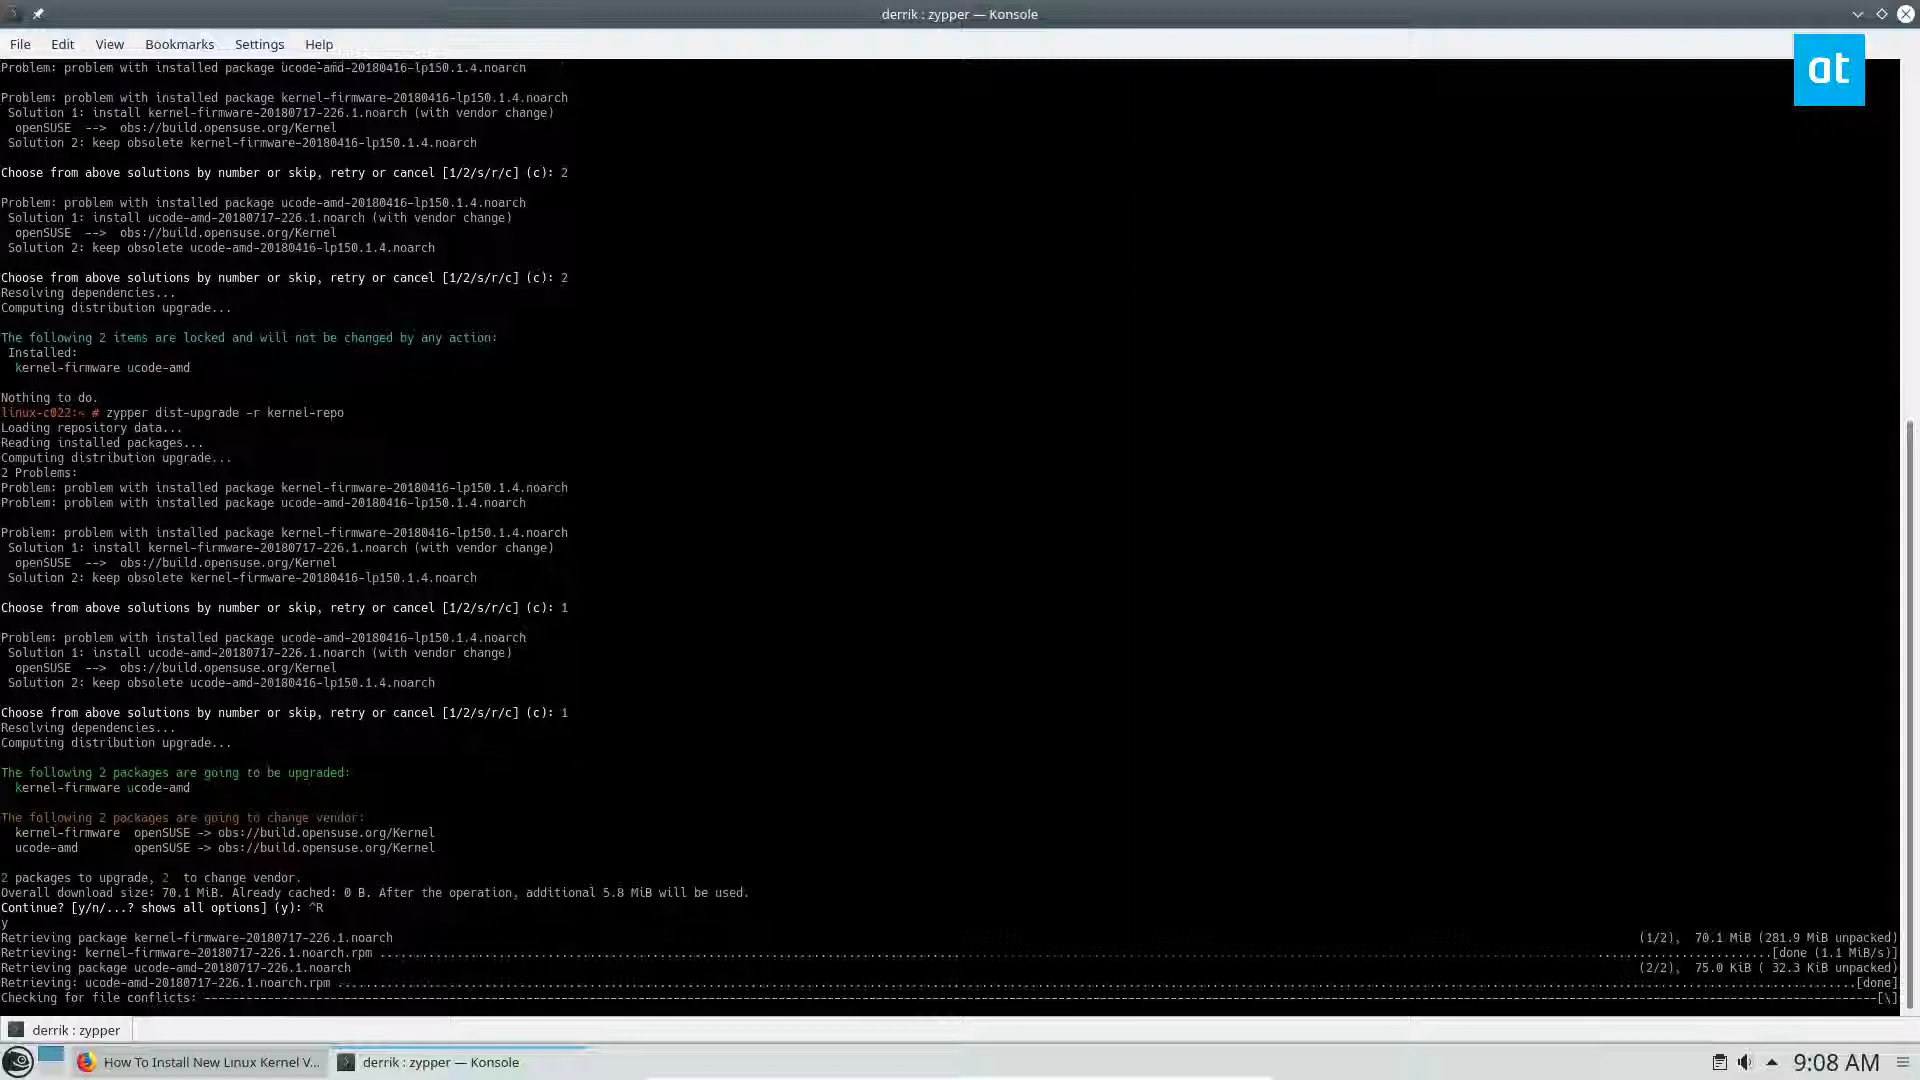 derrik : zypper — Konsole
File Edit View Bookmarks Settings Help
at
Problem: problem with installed package ucode-amd-20180416-lp150.1.4.noarch
Problem: problem with installed package kernel-firmware-20180416-lp150.1.4.noarch
Solution 1: install kernel-firmware-20180717-226.1.noarch (with vendor change)
openSUSE --> obs://build.opensuse.org/Kernel
Solution 2: keep obsolete kernel-firmware-20180416-lp150.1.4.noarch
Choose from above solutions by number or skip, retry or cancel [1/2/s/r/c] (c): 2
Problem: problem with installed package ucode-amd-20180416-lp150.1.4.noarch
Solution 1: install ucode-amd-20180717-226.1.noarch (with vendor change)
openSUSE --> obs://build.opensuse.org/Kernel
Solution 2: keep obsolete ucode-amd-20180416-lp150.1.4.noarch
Choose from above solutions by number or skip, retry or cancel [1/2/s/r/c] (c): 2
Resolving dependencies...
Computing distribution upgrade...
The following 2 items are locked and will not be changed by any action:
Installed:
kernel-firmware ucode-amd
Nothing to do.
linux-c022:~ # zypper dist-upgrade -r kernel-repo
Loading repository data...
Reading installed packages...
Computing distribution upgrade...
2 Problems:
Problem: problem with installed package kernel-firmware-20180416-lp150.1.4.noarch
Problem: problem with installed package ucode-amd-20180416-lp150.1.4.noarch
Problem: problem with installed package kernel-firmware-20180416-lp150.1.4.noarch
Solution 1: install kernel-firmware-20180717-226.1.noarch (with vendor change)
openSUSE --> obs://build.opensuse.org/Kernel
Solution 2: keep obsolete kernel-firmware-20180416-lp150.1.4.noarch
Choose from above solutions by number or skip, retry or cancel [1/2/s/r/c] (c): 1
Problem: problem with installed package ucode-amd-20180416-lp150.1.4.noarch
Solution 1: install ucode-amd-20180717-226.1.noarch (with vendor change)
openSUSE --> obs://build.opensuse.org/Kernel
Solution 2: keep obsolete ucode-amd-20180416-lp150.1.4.noarch
Choose from above solutions by number or skip, retry or cancel [1/2/s/r/c] (c): 1
Resolving dependencies...
Computing distribution upgrade...
The following 2 packages are going to be upgraded:
kernel-firmware ucode-amd
The following 2 packages are going to change vendor:
kernel-firmware openSUSE -> obs://build.opensuse.org/Kernel
ucode-amd openSUSE -> obs://build.opensuse.org/Kernel
2 packages to upgrade, 2 to change vendor.
Overall download size: 70.1 MiB. Already cached: 0 B. After the operation, additional 5.8 MiB will be used.
Continue? [y/n/...? shows all options] (y): ^R
y
Retrieving package kernel-firmware-20180717-226.1.noarch (1/2), 70.1 MiB (281.9 MiB unpacked)
Retrieving: kernel-firmware-20180717-226.1.noarch.rpm ...[done (1.1 MiB/s)]
Retrieving package ucode-amd-20180717-226.1.noarch (2/2), 75.0 KiB ( 32.3 KiB unpacked)
Retrieving: ucode-amd-20180717-226.1.noarch.rpm ...[done]
Checking for file conflicts: ---[\]
derrik : zypper
How To Install New Linux Kernel V... derrik : zypper — Konsole 9:08 AM